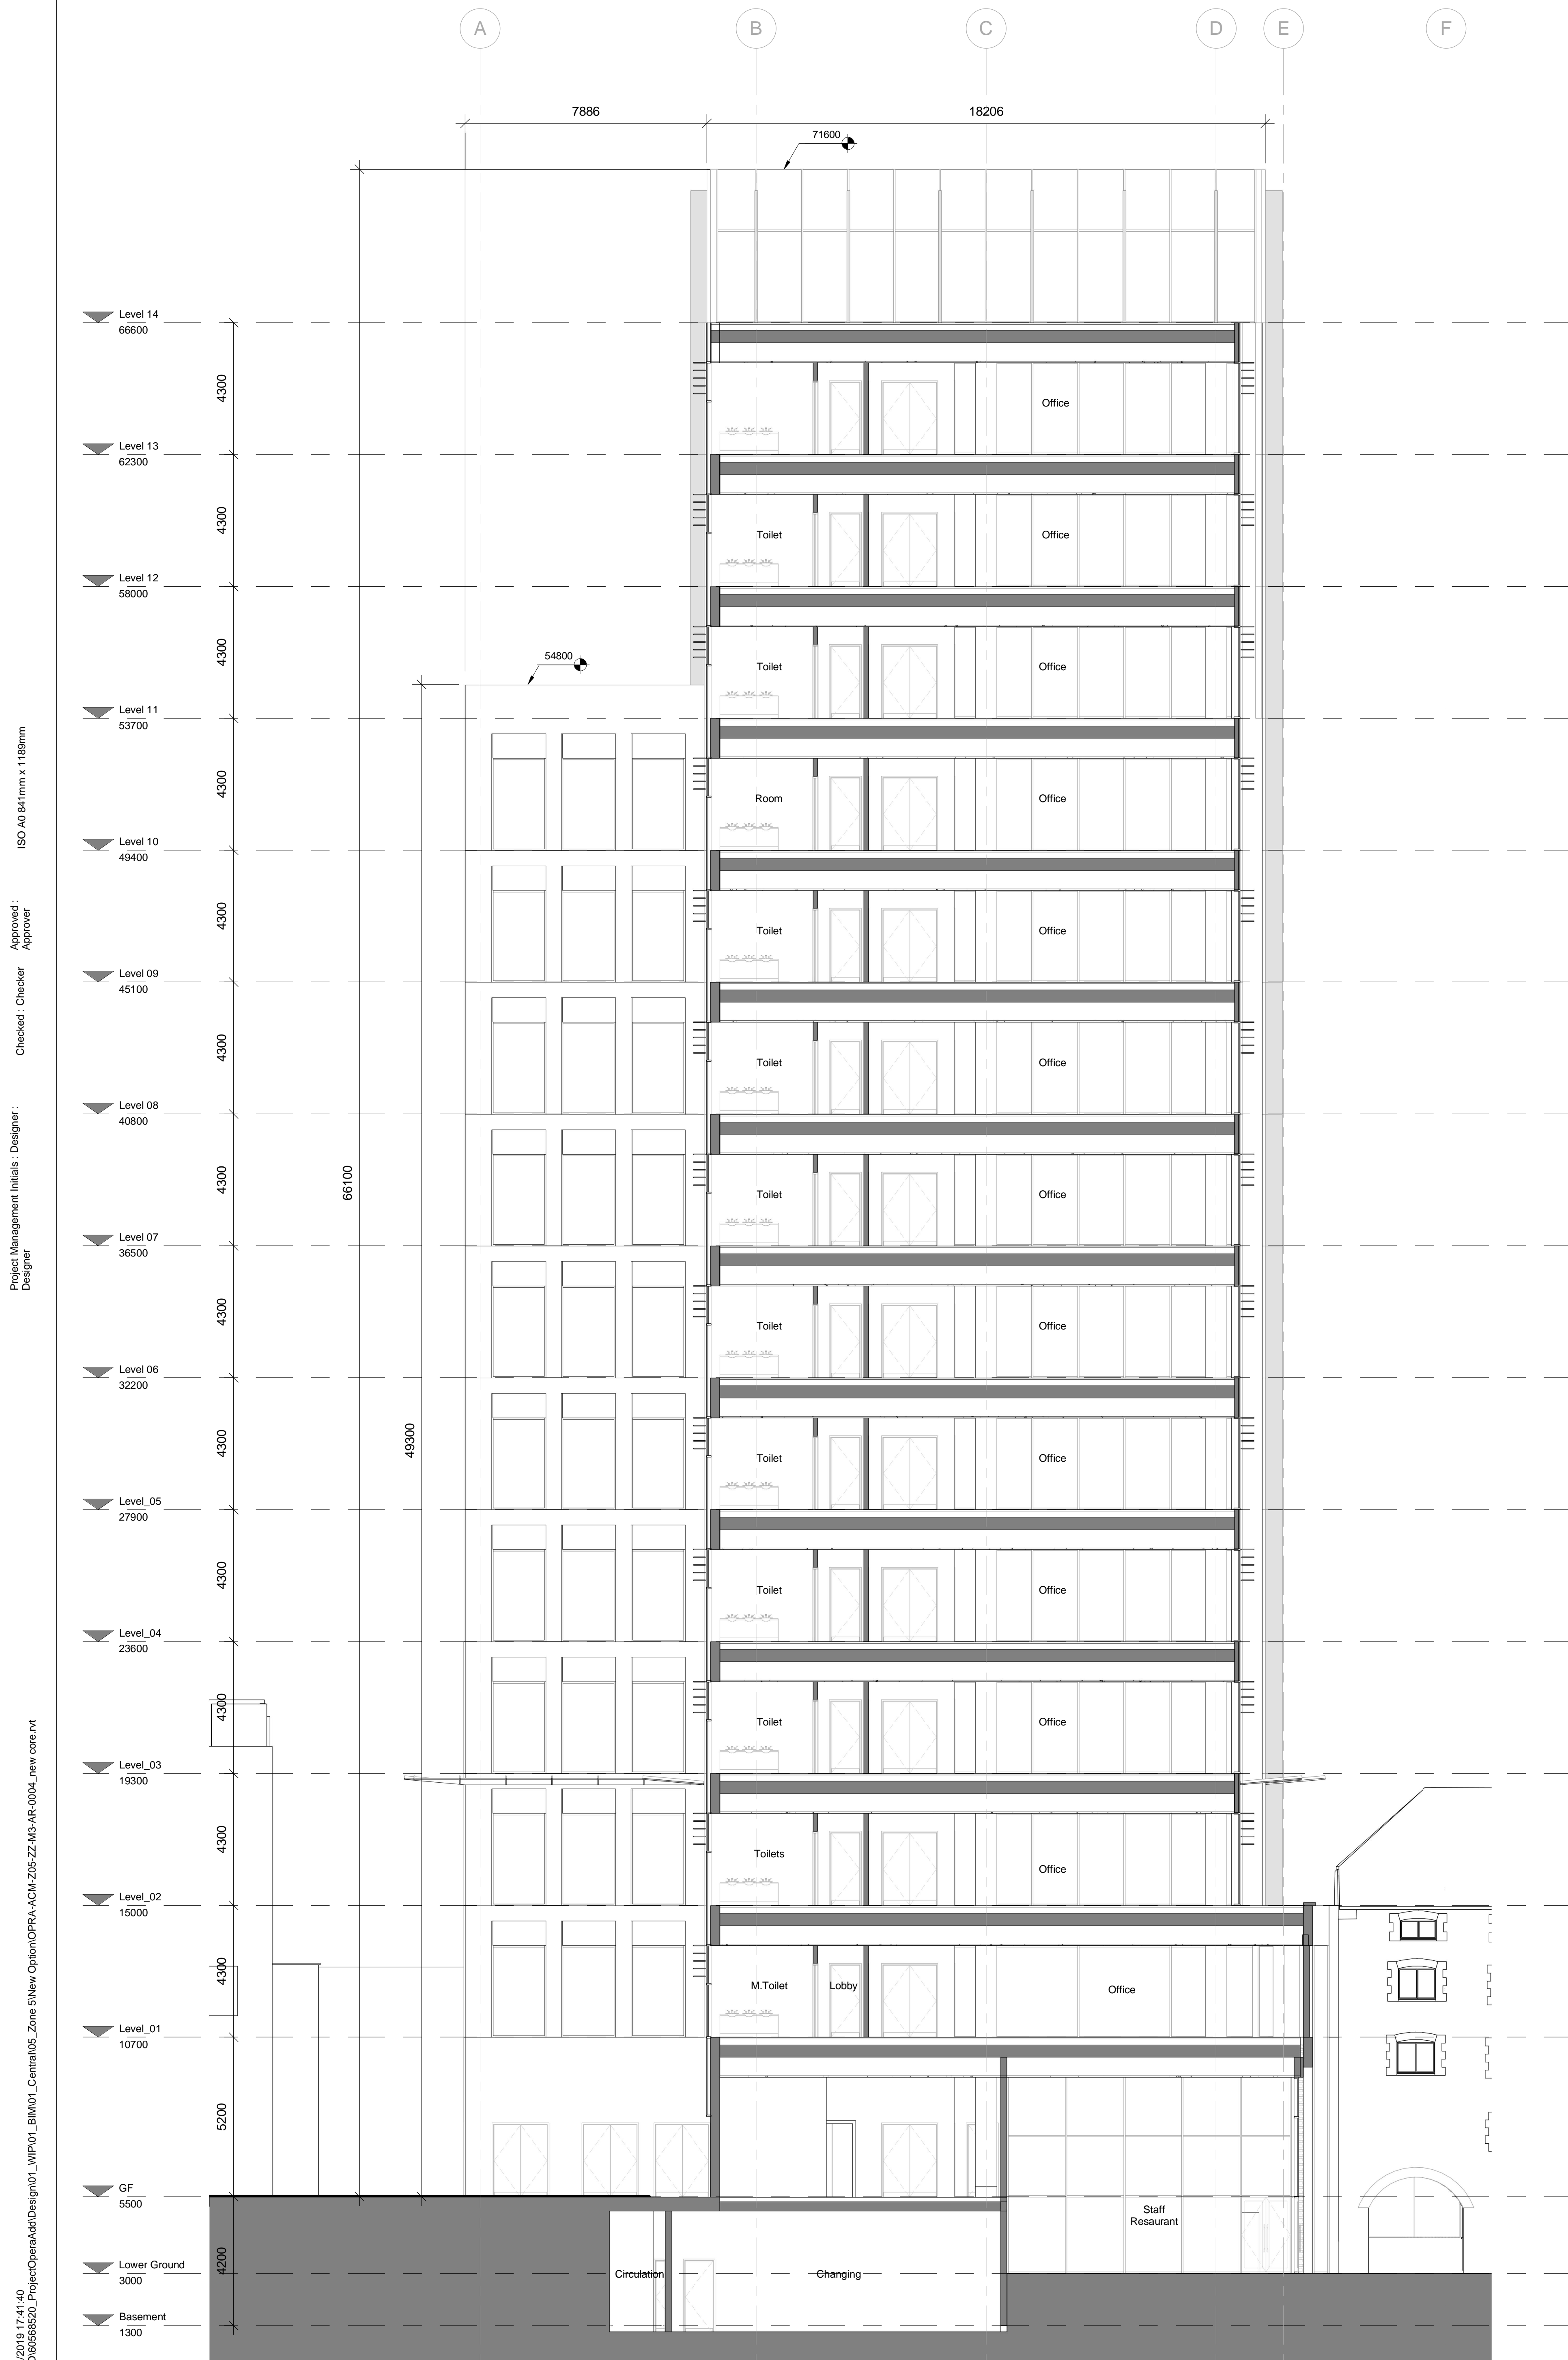 A
B
C
D
E
F
7886
18206
71600
Level 14
66600
4300
Office
Level 13
62300
4300
Toilet
Office
Level 12
58000
4300
Toilet
Office
54800
Level 11
53700
4300
Room
Office
Level 10
49400
4300
Toilet
Office
Level 09
45100
4300
Toilet
Office
Level 08
40800
4300
66100
Toilet
Office
Level 07
36500
4300
Toilet
Office
Level 06
32200
4300
49300
Toilet
Office
Level_05
27900
4300
Toilet
Office
Level_04
23600
4300
Toilet
Office
Level_03
19300
4300
Toilets
Office
Level_02
15000
4300
M.Toilet
Lobby
Office
Level_01
10700
5200
GF
5500
Staff
Resaurant
4200
Lower Ground
3000
Circulation
Changing
Basement
1300
ISO A0 841mm x 1189mm
Approved :
Approver
Checked : Checker
Project Management Initials : Designer :
Designer
/2019 17:41:40
\60568520_ProjectOperaAdd\Design\01_WIP\01_BIM\01_Central\05_Zone 5\New Option\OPRA-ACM-Z05-ZZ-M3-AR-0004_new core.rvt